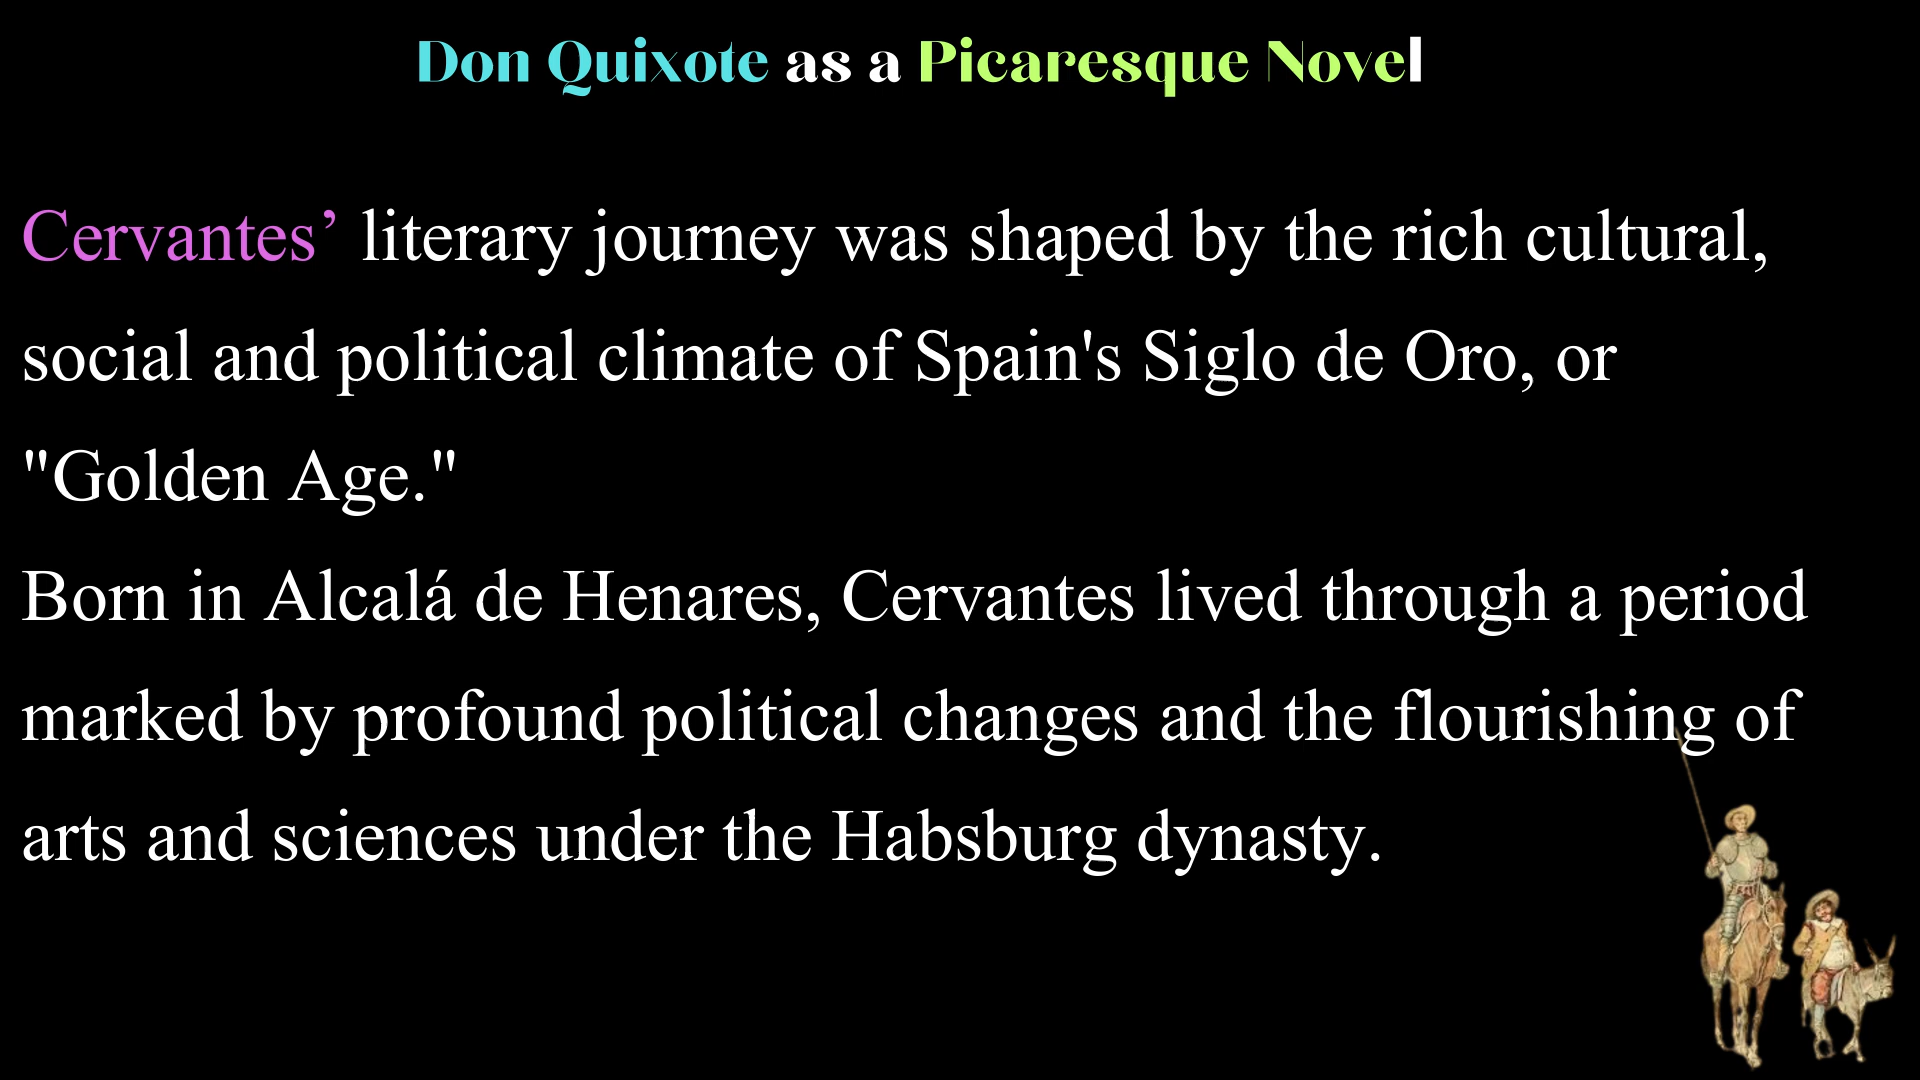 Don Quixote as a Picaresque Novel
Cervantes’ literary journey was shaped by the rich cultural,
social and political climate of Spain's Siglo de Oro, or
"Golden Age."
Born in Alcalá de Henares, Cervantes lived through a period
marked by profound political changes and the flourishing of
arts and sciences under the Habsburg dynasty.